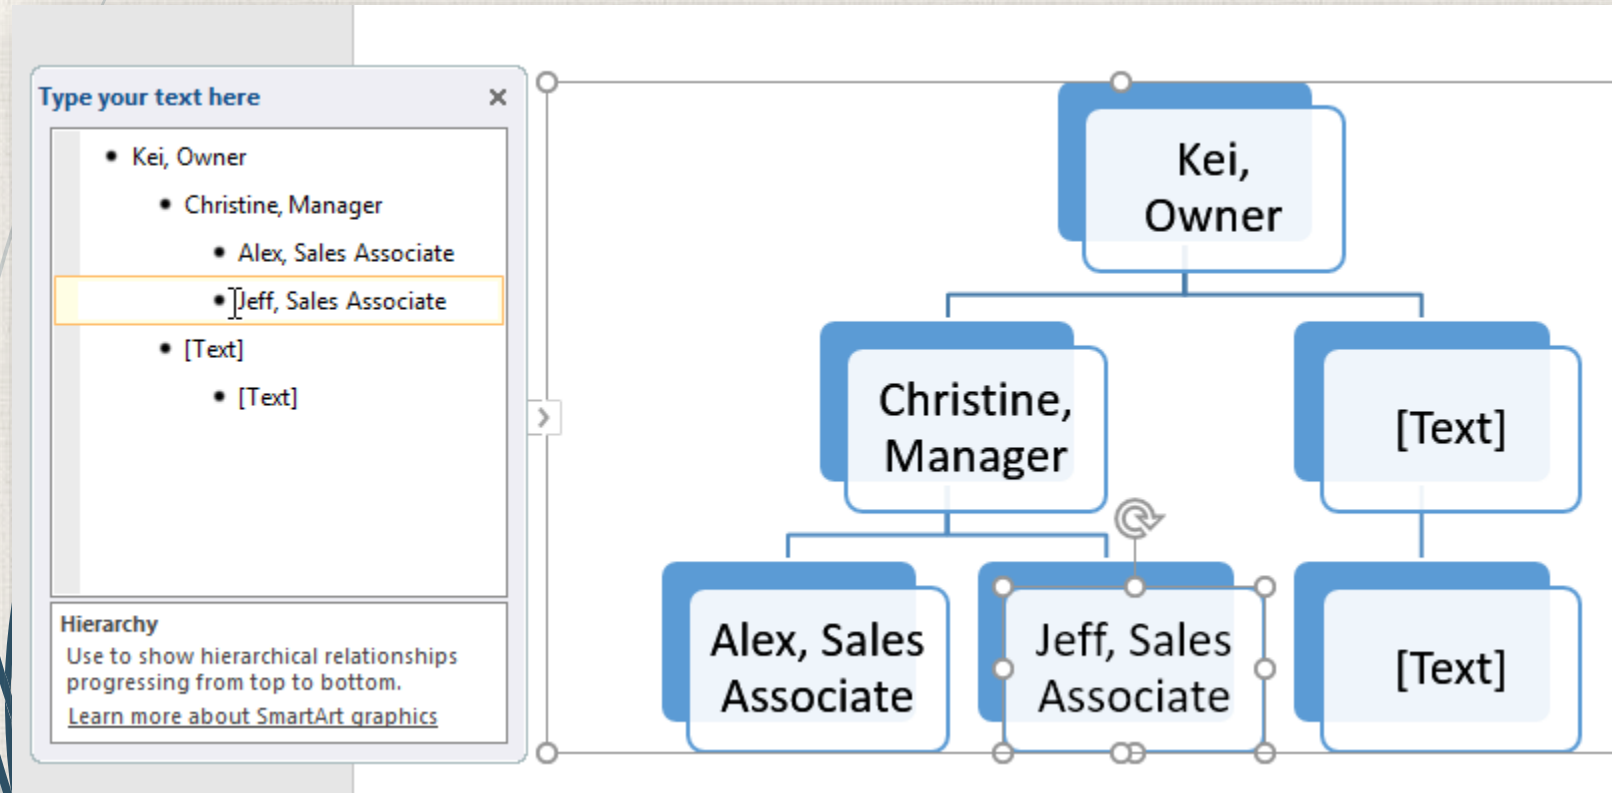 Type your text here
Kei, Owner
Christine, Manager
Alex, Sales Associate
Jeff, Sales Associate
[Text]
[Text]
Hierarchy
Use to show hierarchical relationships
progressing from top to bottom.
Learn more about SmartArt graphics
Kei,
Owner
Christine,
Manager
[Text]
Alex, Sales
Associate
Jeff, Sales
Associate
[Text]